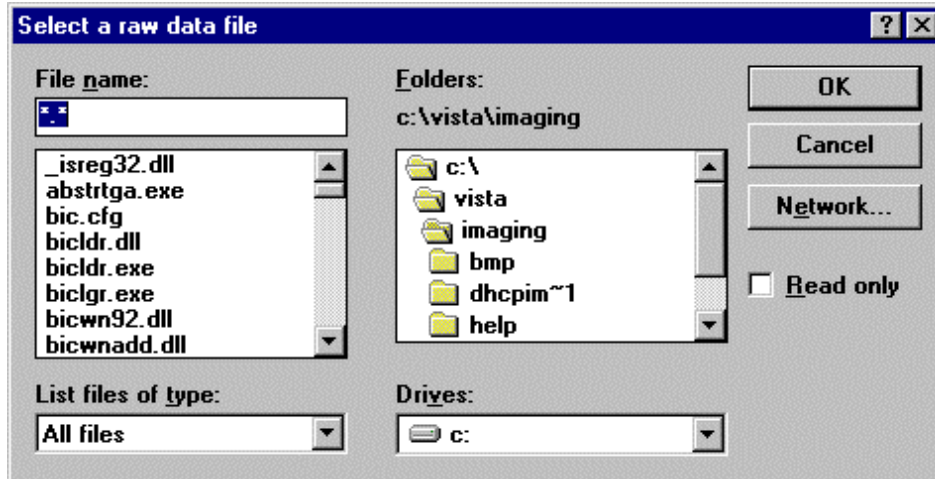 Select a raw data file
File name:
*.*
_isreg32.dll
abstrtga.exe
bic.cfg
bicldr.dll
bicldr.exe
biclgr.exe
bicwn92.dll
bicwnadd.dll
List files of type:
All files
Folders:
c:\vista\imaging
c:\
vista
imaging
bmp
dhcpim~1
help
Drives:
c:
OK
Cancel
Network...
Read only